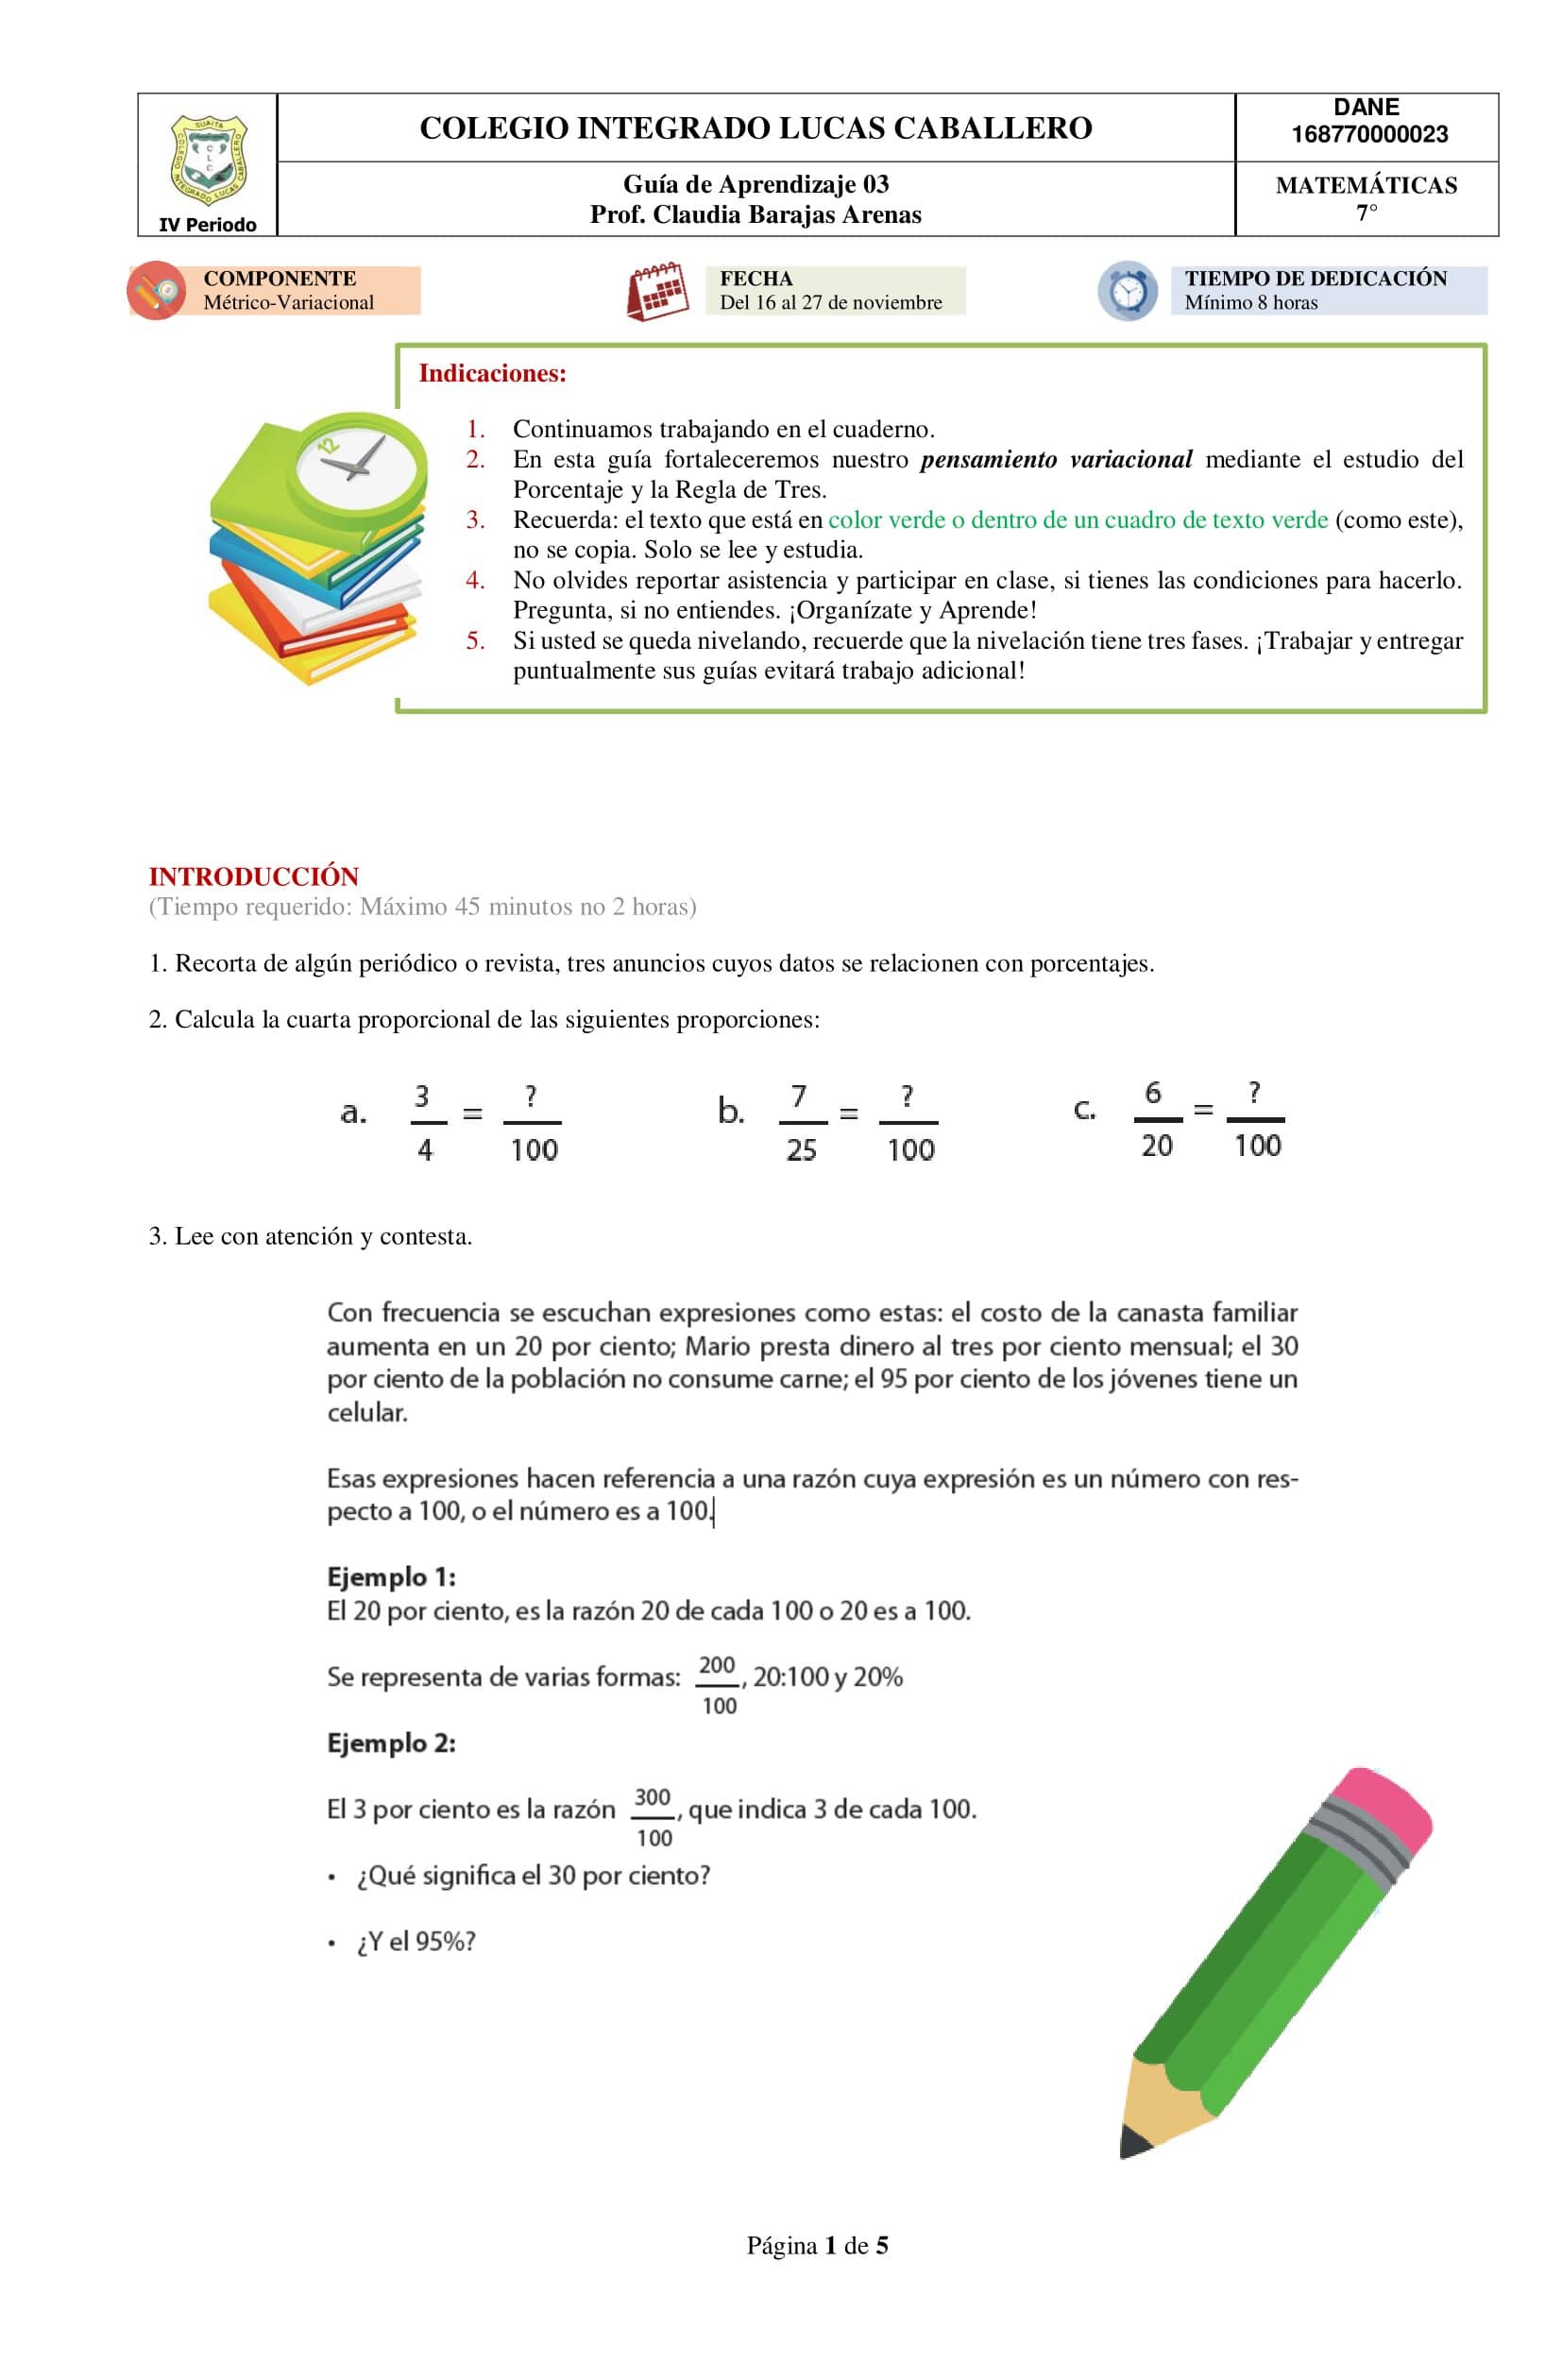 SUAITA
COLEGIO INTEGRADO LUCAS CABALLERO
C L C
IV Periodo
COLEGIO INTEGRADO LUCAS CABALLERO
Guía de Aprendizaje 03
Prof. Claudia Barajas Arenas
DANE
168770000023
MATEMÁTICAS
7°
COMPONENTE
Métrico-Variacional
FECHA
Del 16 al 27 de noviembre
TIEMPO DE DEDICACIÓN
Mínimo 8 horas
12
Indicaciones:
1. Continuamos trabajando en el cuaderno.
2. En esta guía fortaleceremos nuestro pensamiento variacional mediante el estudio del
Porcentaje y la Regla de Tres.
3. Recuerda: el texto que está en color verde o dentro de un cuadro de texto verde (como este),
no se copia. Solo se lee y estudia.
4. No olvides reportar asistencia y participar en clase, si tienes las condiciones para hacerlo.
Pregunta, si no entiendes. ¡Organízate y Aprende!
5. Si usted se queda nivelando, recuerde que la nivelación tiene tres fases. ¡Trabajar y entregar
puntualmente sus guías evitará trabajo adicional!
INTRODUCCIÓN
(Tiempo requerido: Máximo 45 minutos no 2 horas)
1. Recorta de algún periódico o revista, tres anuncios cuyos datos se relacionen con porcentajes.
2. Calcula la cuarta proporcional de las siguientes proporciones:
a. 3/4 = ?/100 b. 7/25 = ?/100 c. 6/20 = ?/100
3. Lee con atención y contesta.
Con frecuencia se escuchan expresiones como estas: el costo de la canasta familiar
aumenta en un 20 por ciento; Mario presta dinero al tres por ciento mensual; el 30
por ciento de la población no consume carne; el 95 por ciento de los jóvenes tiene un
celular.
Esas expresiones hacen referencia a una razón cuya expresión es un número con res-
pecto a 100, o el número es a 100.
Ejemplo 1:
El 20 por ciento, es la razón 20 de cada 100 o 20 es a 100.
Se representa de varias formas: 200/100, 20:100 y 20%
Ejemplo 2:
El 3 por ciento es la razón 300/100, que indica 3 de cada 100.
• ¿Qué significa el 30 por ciento?
• ¿Y el 95%?
Página 1 de 5